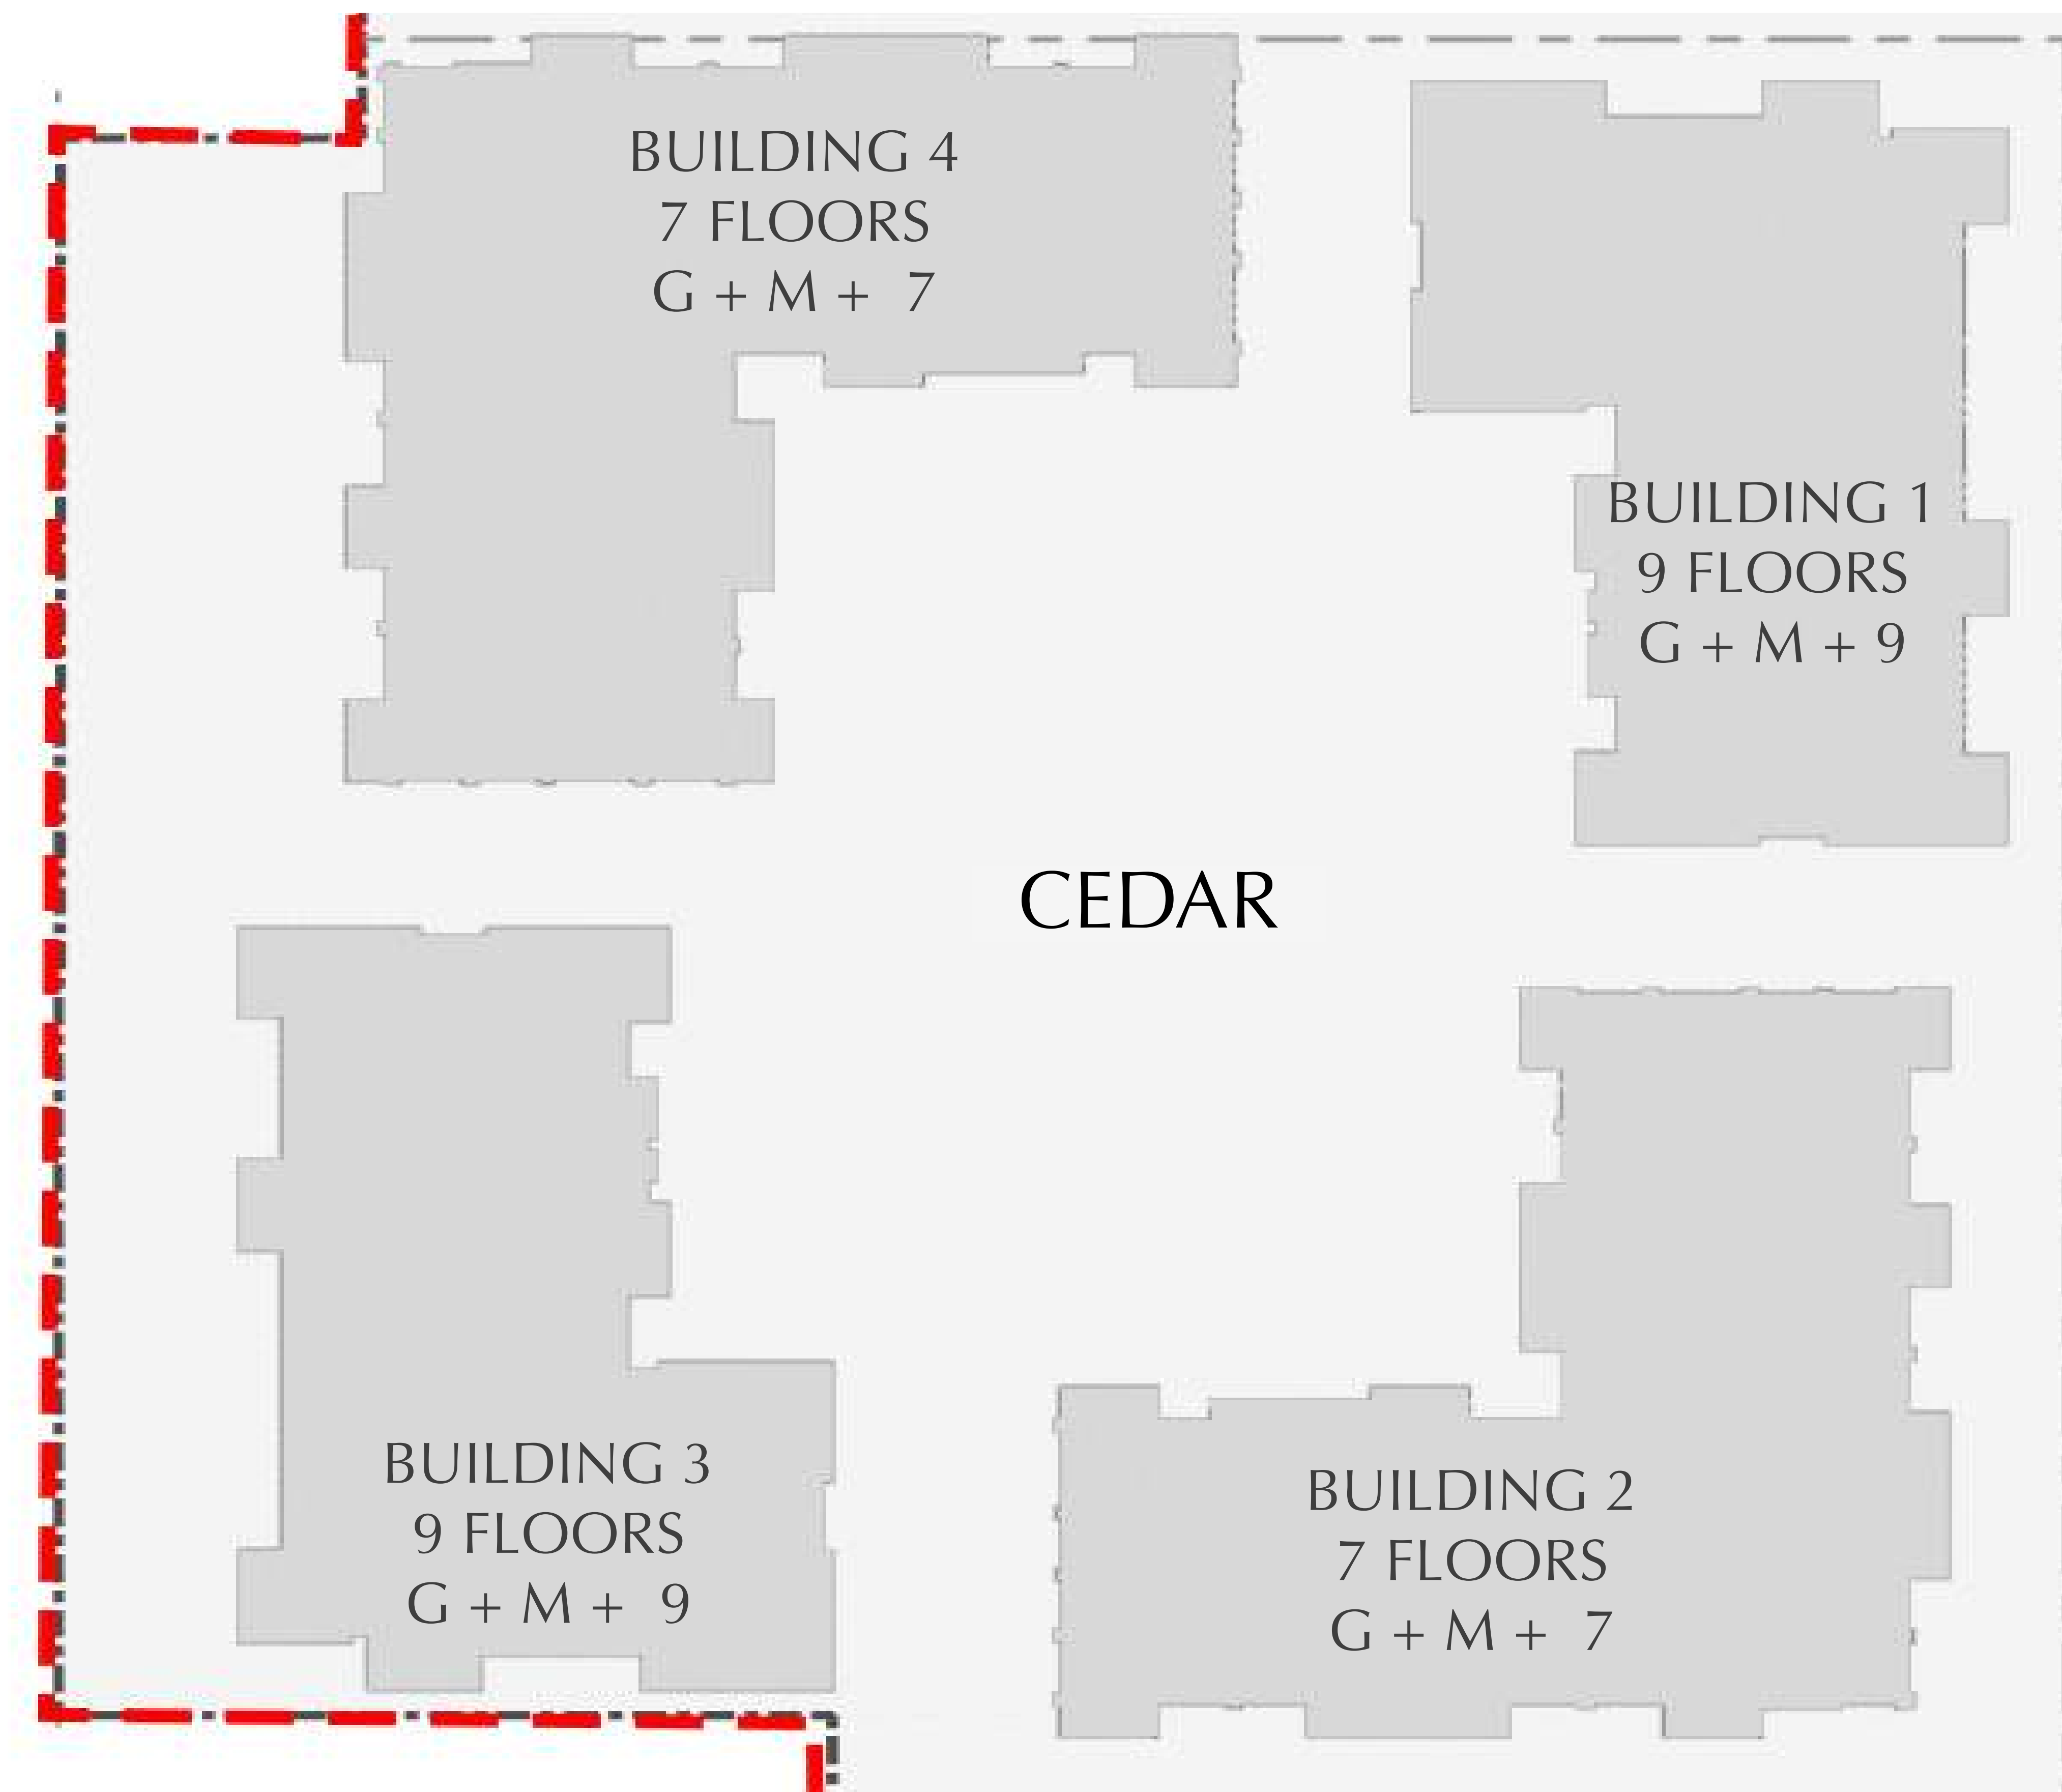 BUILDING 4
7 FLOORS
G + M + 7
BUILDING 1
9 FLOORS
G + M + 9
CEDAR
BUILDING 3
9 FLOORS
G + M + 9
BUILDING 2
7 FLOORS
G + M + 7